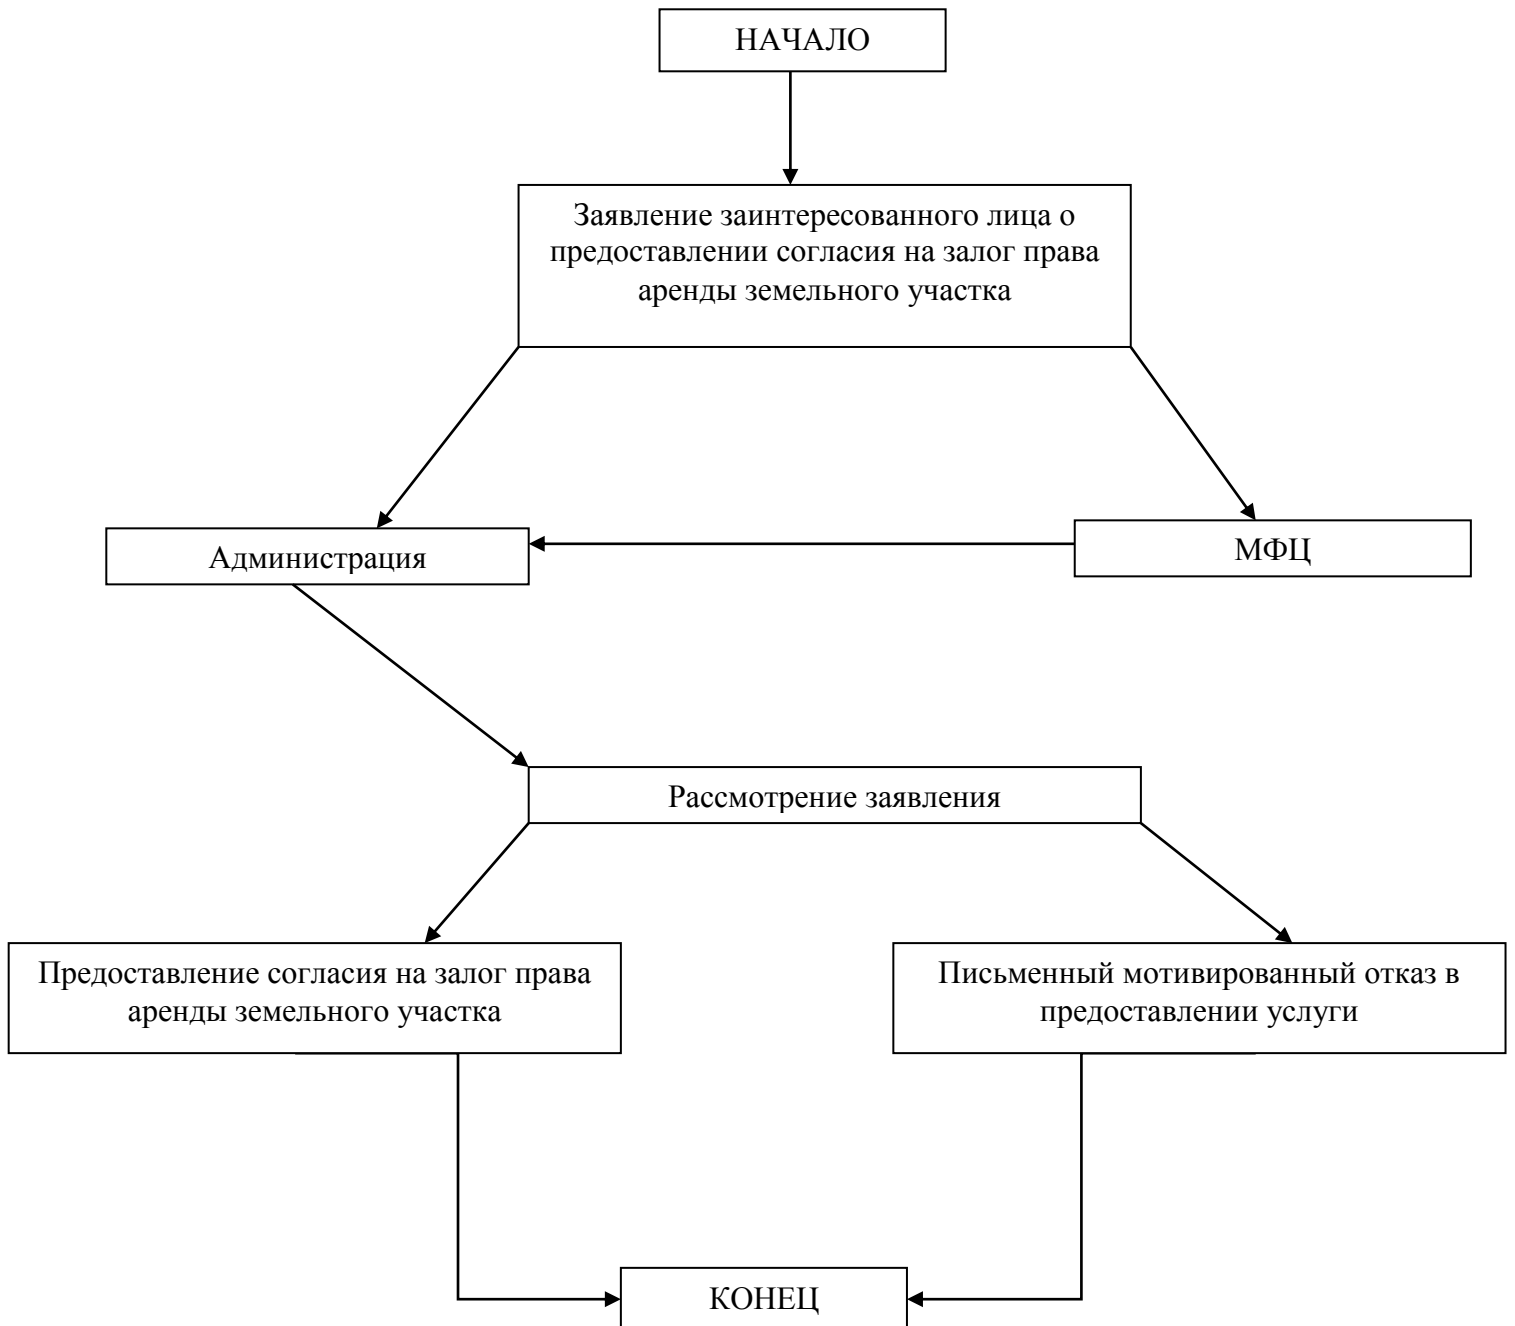 НАЧАЛО
Заявление заинтересованного лица о
предоставлении согласия на залог права
аренды земельного участка
Администрация
МФЦ
Рассмотрение заявления
Предоставление согласия на залог права
аренды земельного участка
Письменный мотивированный отказ в
предоставлении услуги
КОНЕЦ